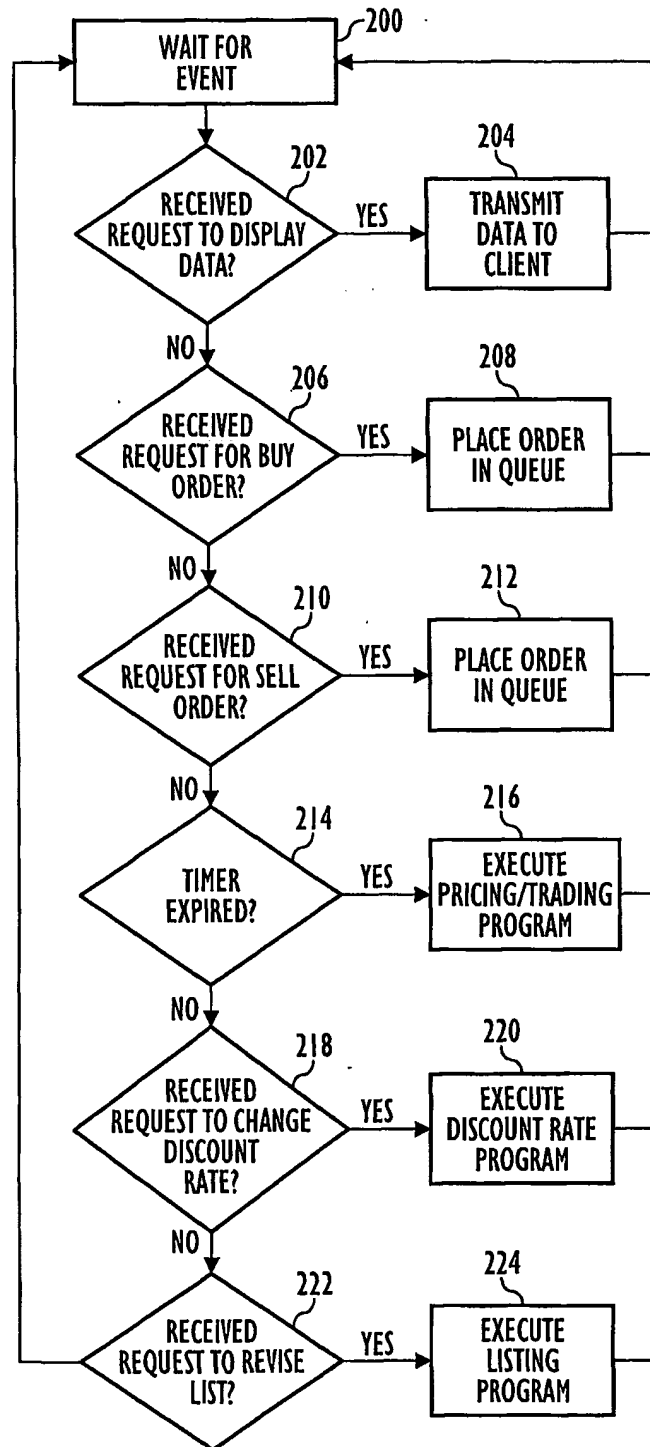 200
WAIT FOR
EVENT
202
RECEIVED
REQUEST TO DISPLAY
DATA?
YES
204
TRANSMIT
DATA TO
CLIENT
NO
206
RECEIVED
REQUEST FOR BUY
ORDER?
YES
208
PLACE ORDER
IN QUEUE
NO
210
RECEIVED
REQUEST FOR SELL
ORDER?
YES
212
PLACE ORDER
IN QUEUE
NO
214
TIMER
EXPIRED?
YES
216
EXECUTE
PRICING/TRADING
PROGRAM
NO
218
RECEIVED
REQUEST TO CHANGE
DISCOUNT
RATE?
YES
220
EXECUTE
DISCOUNT RATE
PROGRAM
NO
222
RECEIVED
REQUEST TO REVISE
LIST?
YES
224
EXECUTE
LISTING
PROGRAM